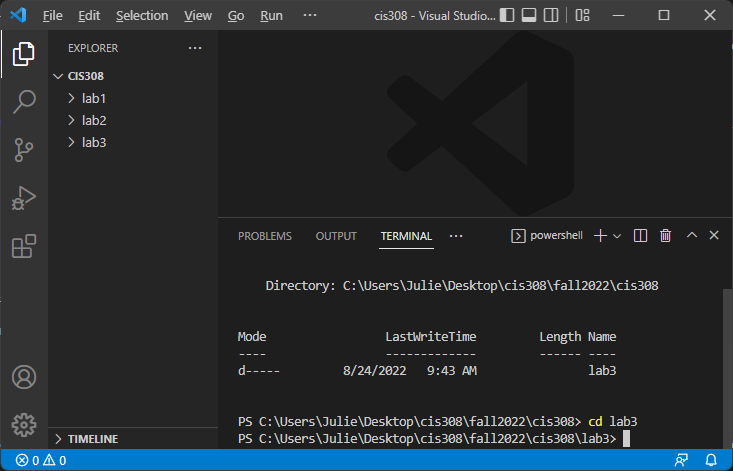 File Edit Selection View Go Run ··· cis308 - Visual Studio...
EXPLORER ···
CIS308
lab1
lab2
lab3
PROBLEMS OUTPUT TERMINAL ··· powershell
Directory: C:\Users\Julie\Desktop\cis308\fall2022\cis308
Mode LastWriteTime Length Name
---- ------------- ------ ----
d----- 8/24/2022 9:43 AM lab3
PS C:\Users\Julie\Desktop\cis308\fall2022\cis308> cd lab3
PS C:\Users\Julie\Desktop\cis308\fall2022\cis308\lab3>
TIMELINE
0 0